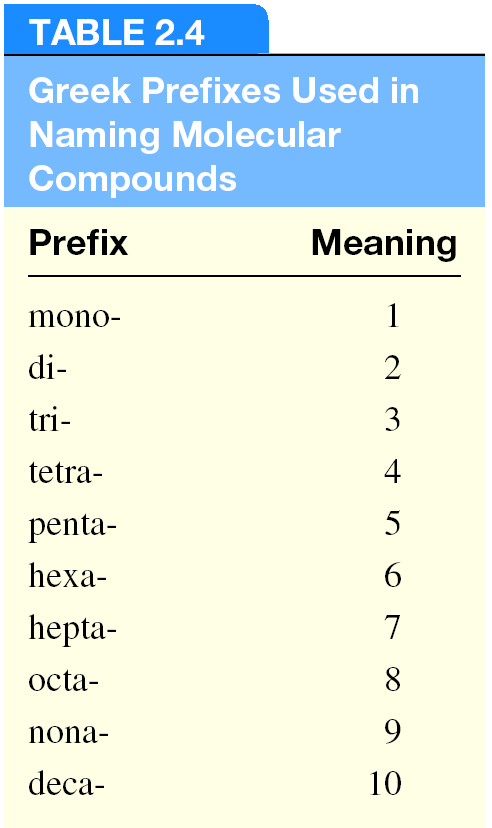 TABLE 2.4
Greek Prefixes Used in
Naming Molecular
Compounds
Prefix Meaning
mono- 1
di- 2
tri- 3
tetra- 4
penta- 5
hexa- 6
hepta- 7
octa- 8
nona- 9
deca- 10